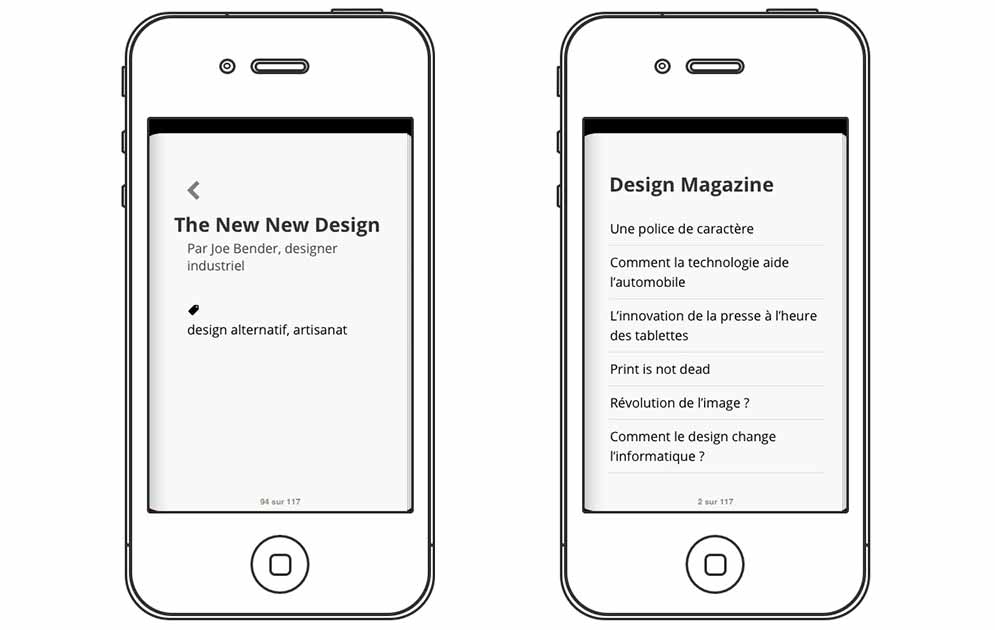 The New New Design
Par Joe Bender, designer
industriel
design alternatif, artisanat
94 sur 117
Design Magazine
Une police de caractère
Comment la technologie aide
l’automobile
L’innovation de la presse à l’heure
des tablettes
Print is not dead
Révolution de l’image ?
Comment le design change
l’informatique ?
2 sur 117